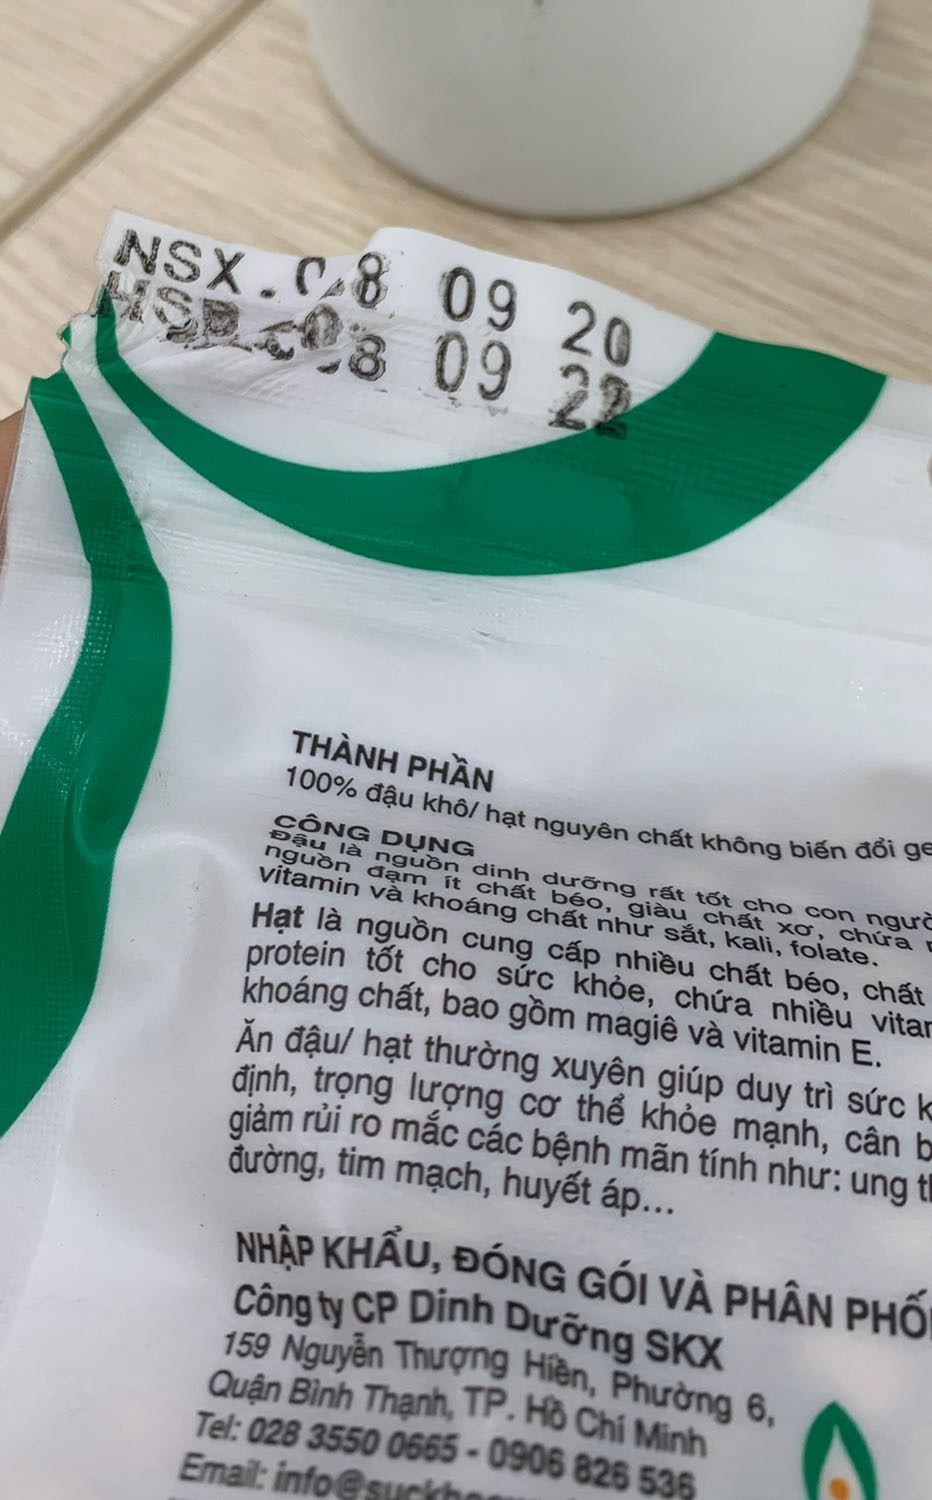 NSX. 08 09 20
HSD. 08 09 22
THÀNH PHẦN
100% đậu khô/ hạt nguyên chất không biến đổi
CÔNG DỤNG
Đậu là nguồn dinh dưỡng rất tốt cho con
nguồn đạm ít chất béo, giàu chất xơ, chứa
vitamin và khoáng chất như sắt, kali, folate.
Hạt là nguồn cung cấp nhiều chất béo, chất
protein tốt cho sức khỏe, chứa nhiều
khoáng chất, bao gồm magiê và vitamin E.
Ăn đậu/ hạt thường xuyên giúp duy trì sức
định, trọng lượng cơ thể khỏe mạnh, cân
giảm rủi ro mắc các bệnh mãn tính như: ung
đường, tim mạch, huyết áp...
NHẬP KHẨU, ĐÓNG GÓI VÀ PHÂN PHỐI
Công ty CP Dinh Dưỡng SKX
159 Nguyễn Thượng Hiền, Phường 6,
Quận Bình Thạnh, TP. Hồ Chí Minh
Tel: 028 3550 0665 - 0906 826 536
Email: